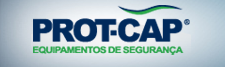 PROT-CAP®
EQUIPAMENTOS DE SEGURANÇA